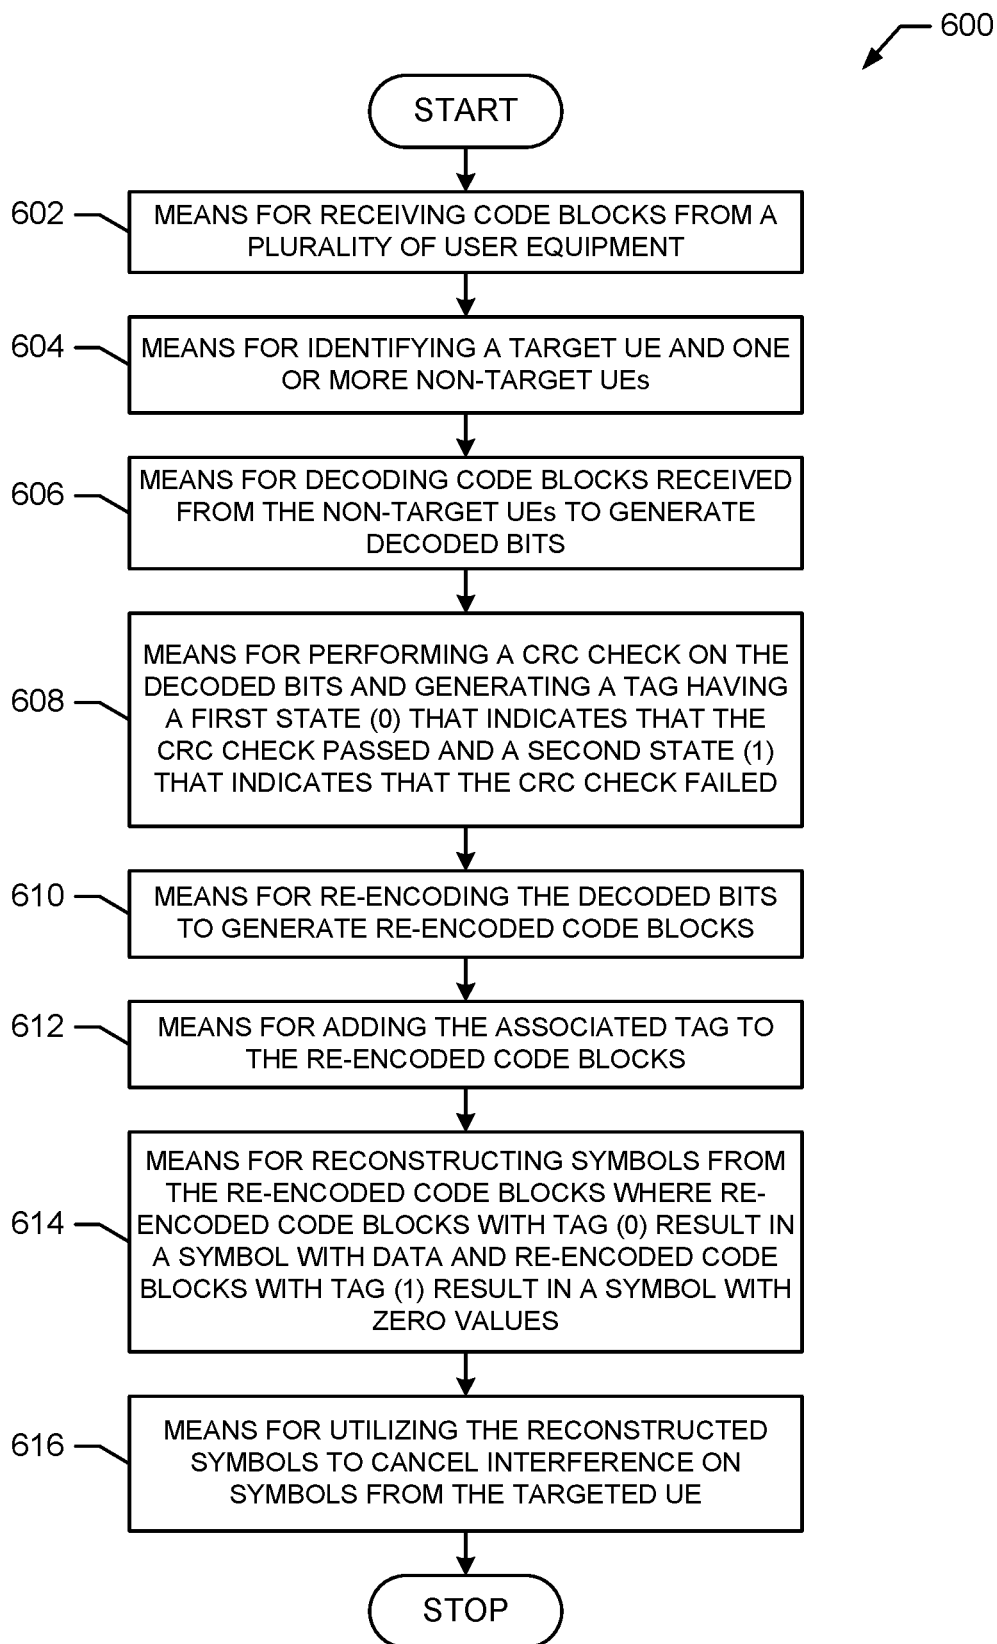 600
START
602
MEANS FOR RECEIVING CODE BLOCKS FROM A
PLURALITY OF USER EQUIPMENT
604
MEANS FOR IDENTIFYING A TARGET UE AND ONE
OR MORE NON-TARGET UEs
606
MEANS FOR DECODING CODE BLOCKS RECEIVED
FROM THE NON-TARGET UEs TO GENERATE
DECODED BITS
608
MEANS FOR PERFORMING A CRC CHECK ON THE
DECODED BITS AND GENERATING A TAG HAVING
A FIRST STATE (0) THAT INDICATES THAT THE
CRC CHECK PASSED AND A SECOND STATE (1)
THAT INDICATES THAT THE CRC CHECK FAILED
610
MEANS FOR RE-ENCODING THE DECODED BITS
TO GENERATE RE-ENCODED CODE BLOCKS
612
MEANS FOR ADDING THE ASSOCIATED TAG TO
THE RE-ENCODED CODE BLOCKS
614
MEANS FOR RECONSTRUCTING SYMBOLS FROM
THE RE-ENCODED CODE BLOCKS WHERE RE-
ENCODED CODE BLOCKS WITH TAG (0) RESULT IN
A SYMBOL WITH DATA AND RE-ENCODED CODE
BLOCKS WITH TAG (1) RESULT IN A SYMBOL WITH
ZERO VALUES
616
MEANS FOR UTILIZING THE RECONSTRUCTED
SYMBOLS TO CANCEL INTERFERENCE ON
SYMBOLS FROM THE TARGETED UE
STOP